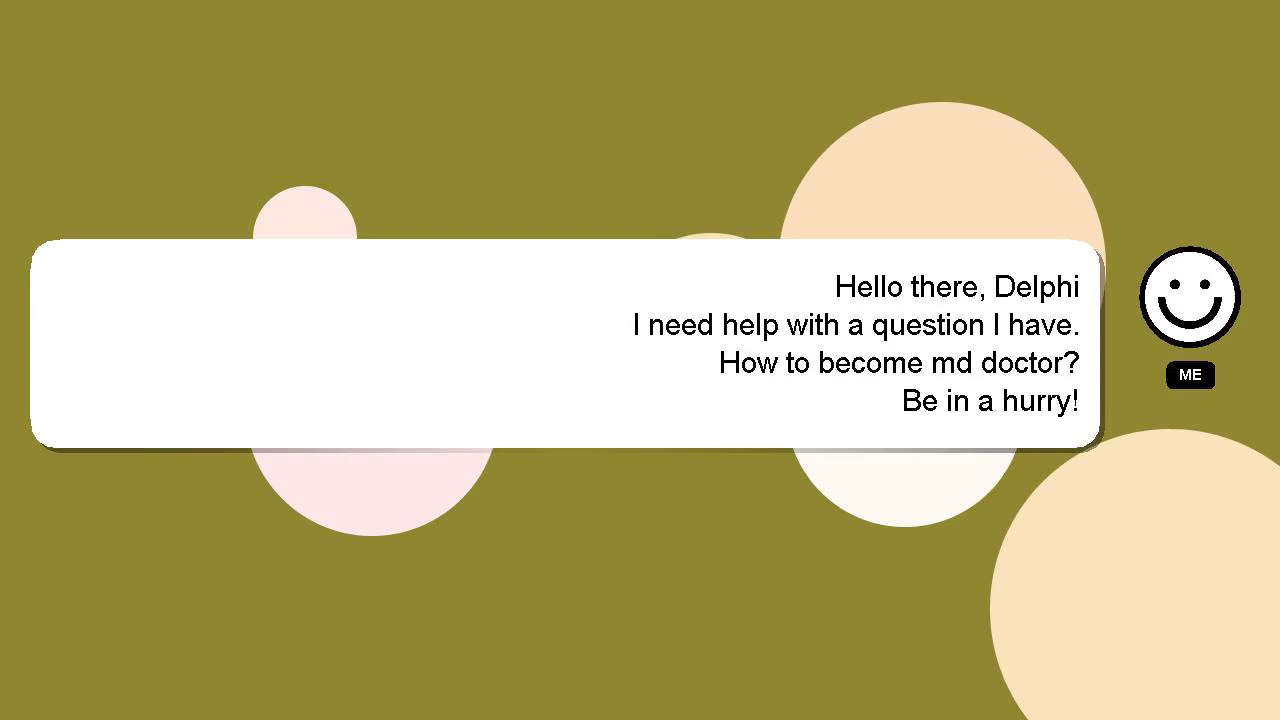 Hello there, Delphi
I need help with a question I have.
How to become md doctor?
Be in a hurry!
ME